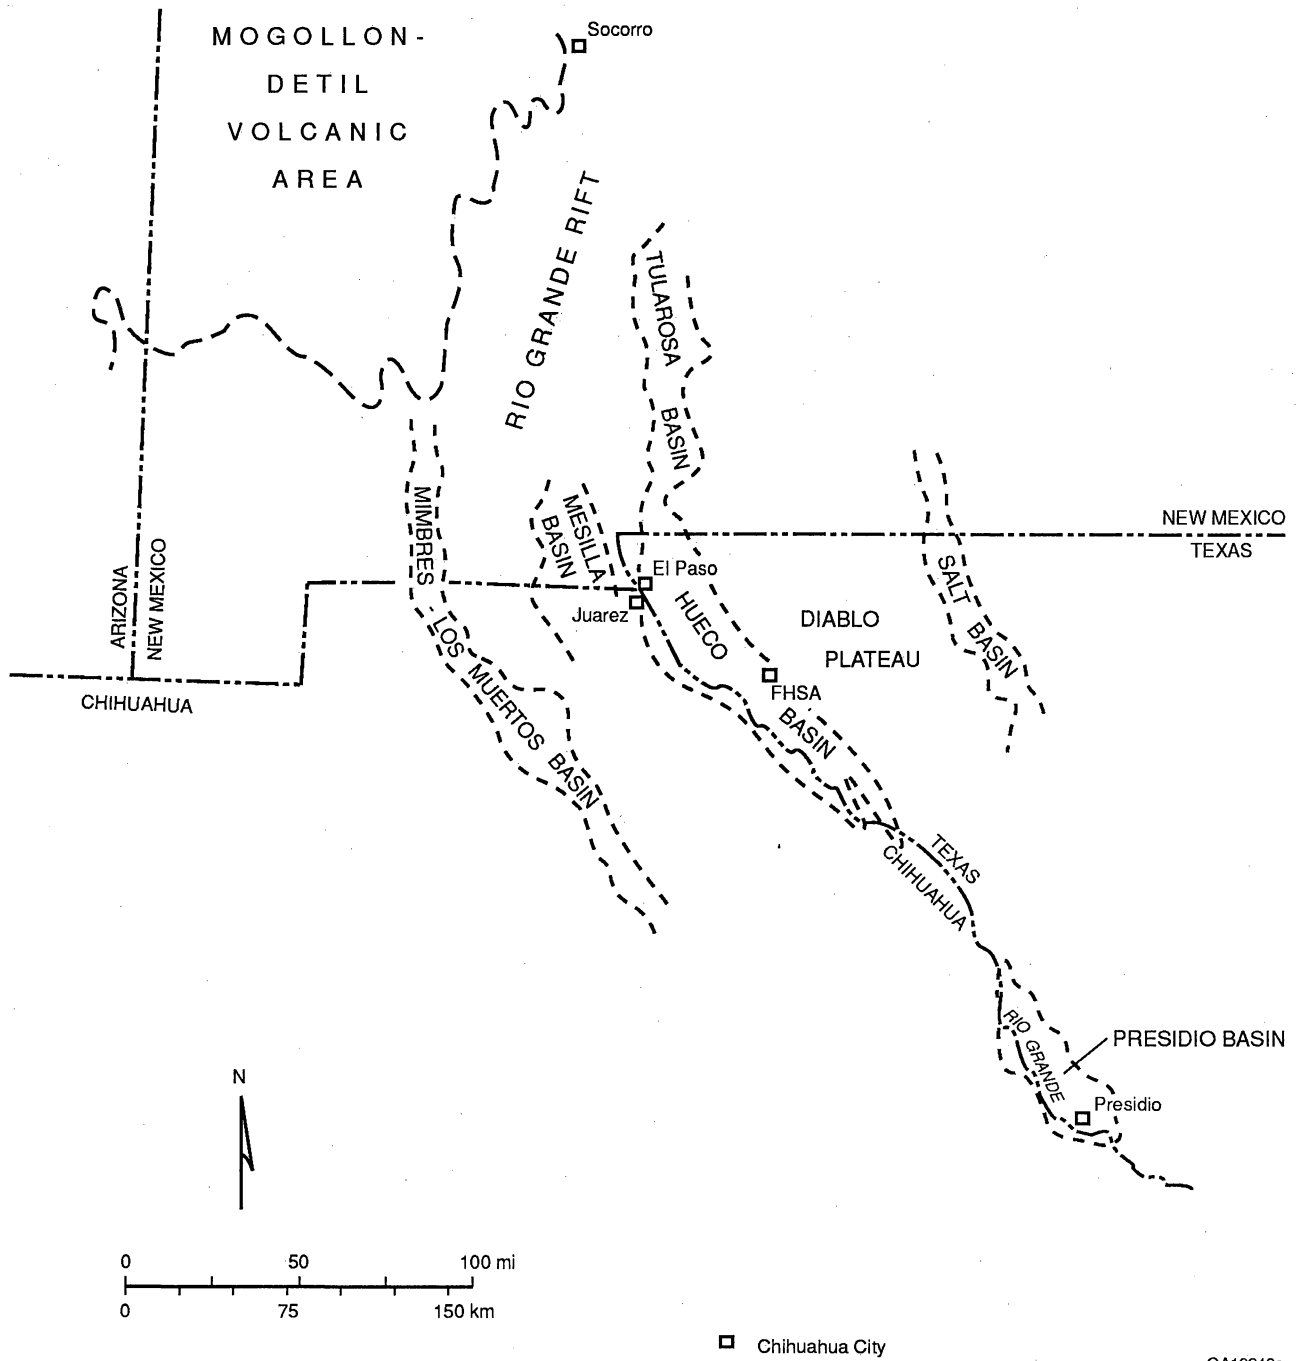 MOGOLLON-
DETIL
VOLCANIC
AREA
Socorro
RIO GRANDE RIFT
TULAROSA
BASIN
MIMBRES
MESILLA
BASIN
NEW MEXICO
TEXAS
ARIZONA
NEW MEXICO
El Paso
Juarez
HUECO
DIABLO
PLATEAU
SALT
BASIN
LOS MUERTOS BASIN
FHSA
BASIN
CHIHUAHUA
TEXAS
CHIHUAHUA
RIO GRANDE
PRESIDIO BASIN
Presidio
N
0 50 100 mi
0 75 150 km
Chihuahua City